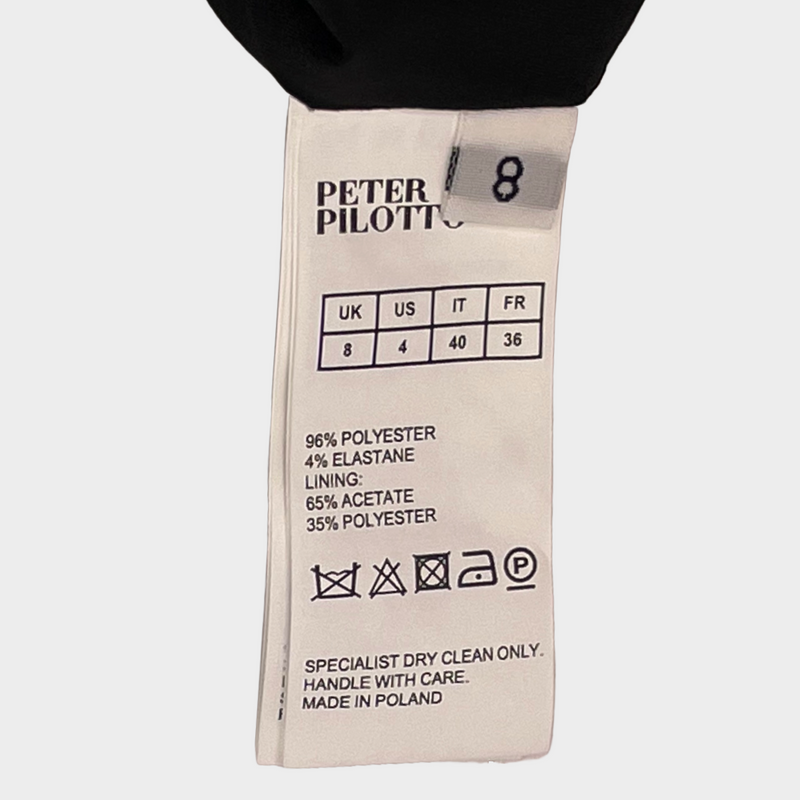 8
PETER
PILOTTO
UK US IT FR
8 4 40 36
96% POLYESTER
4% ELASTANE
LINING:
65% ACETATE
35% POLYESTER
P
SPECIALIST DRY CLEAN ONLY.
HANDLE WITH CARE.
MADE IN POLAND